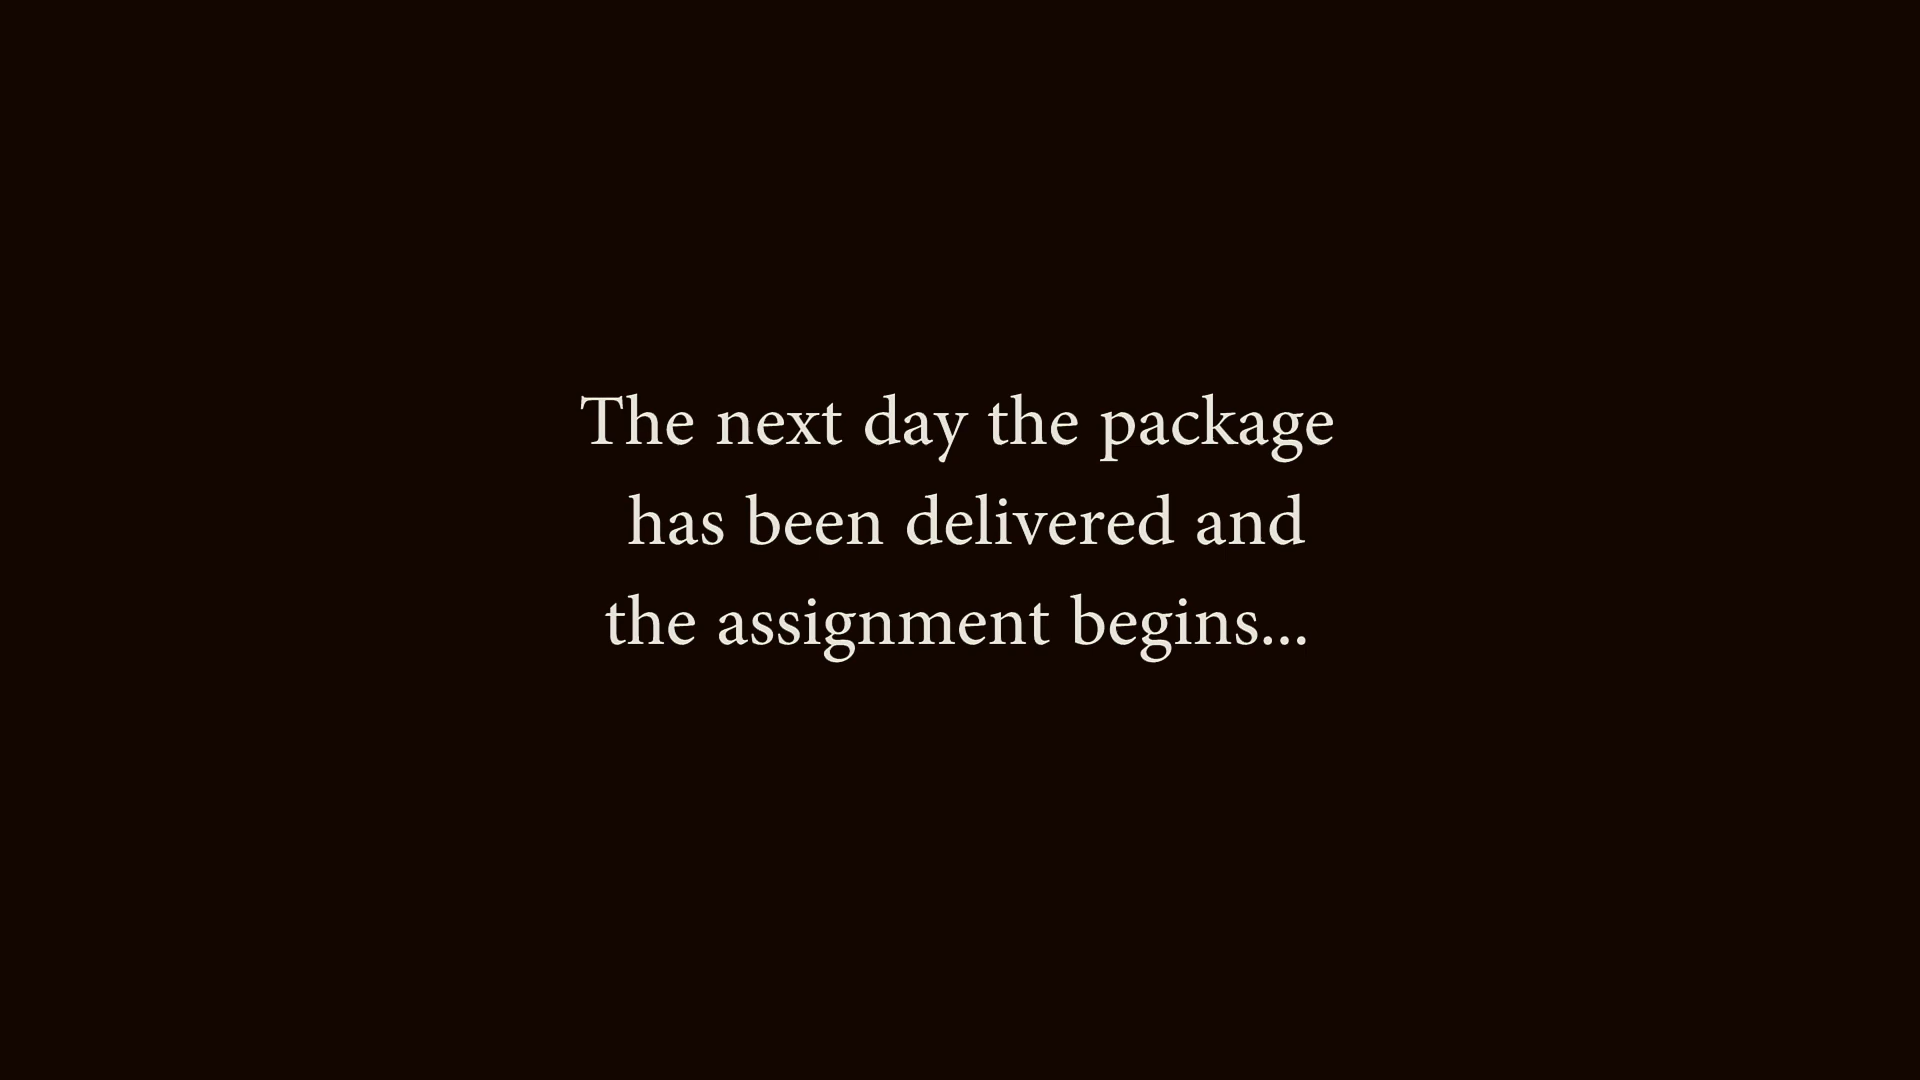 The next day the package
has been delivered and
the assignment begins...